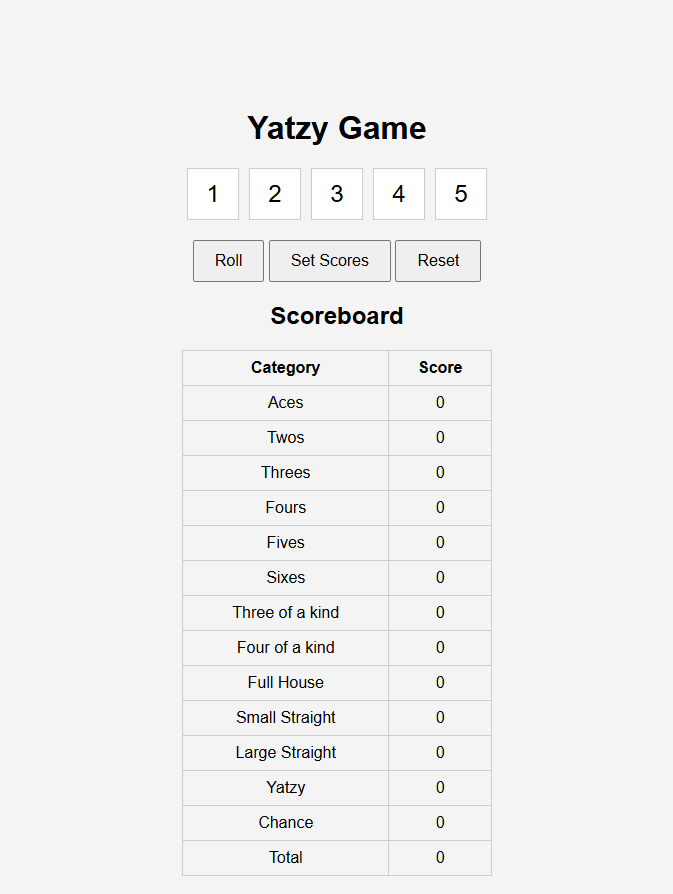 Yatzy Game
1 2 3 4 5
Roll Set Scores Reset
Scoreboard
Category Score
Aces 0
Twos 0
Threes 0
Fours 0
Fives 0
Sixes 0
Three of a kind 0
Four of a kind 0
Full House 0
Small Straight 0
Large Straight 0
Yatzy 0
Chance 0
Total 0